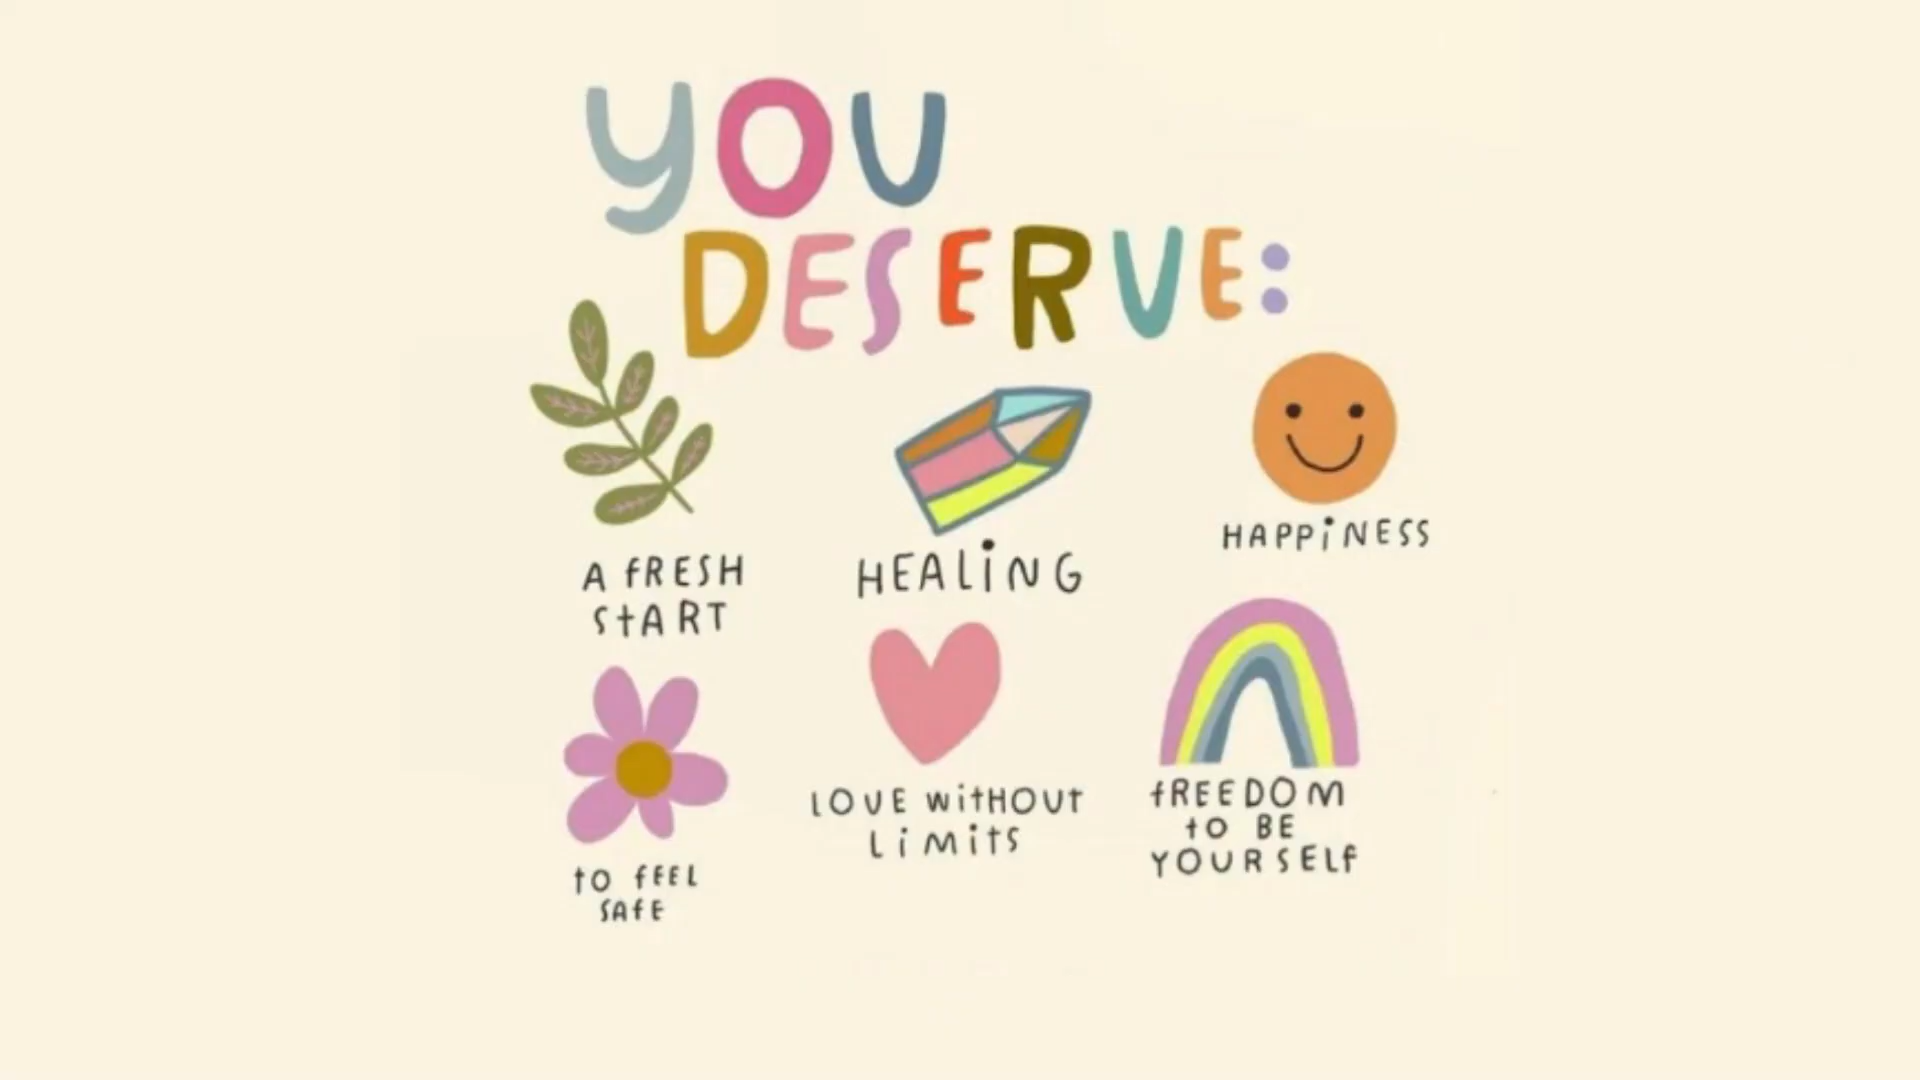 YOU
DESERVE:
A FRESH
START
HEALING
HAPPINESS
TO FEEL
SAFE
LOVE WITHOUT
LIMITS
FREEDOM
TO BE
YOURSELF